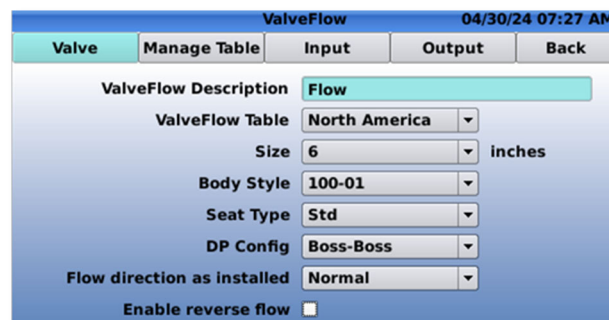 ValveFlow 04/30/24 07:27 AM
Valve Manage Table Input Output Back
ValveFlow Description Flow
ValveFlow Table North America
Size 6 inches
Body Style 100-01
Seat Type Std
DP Config Boss-Boss
Flow direction as installed Normal
Enable reverse flow